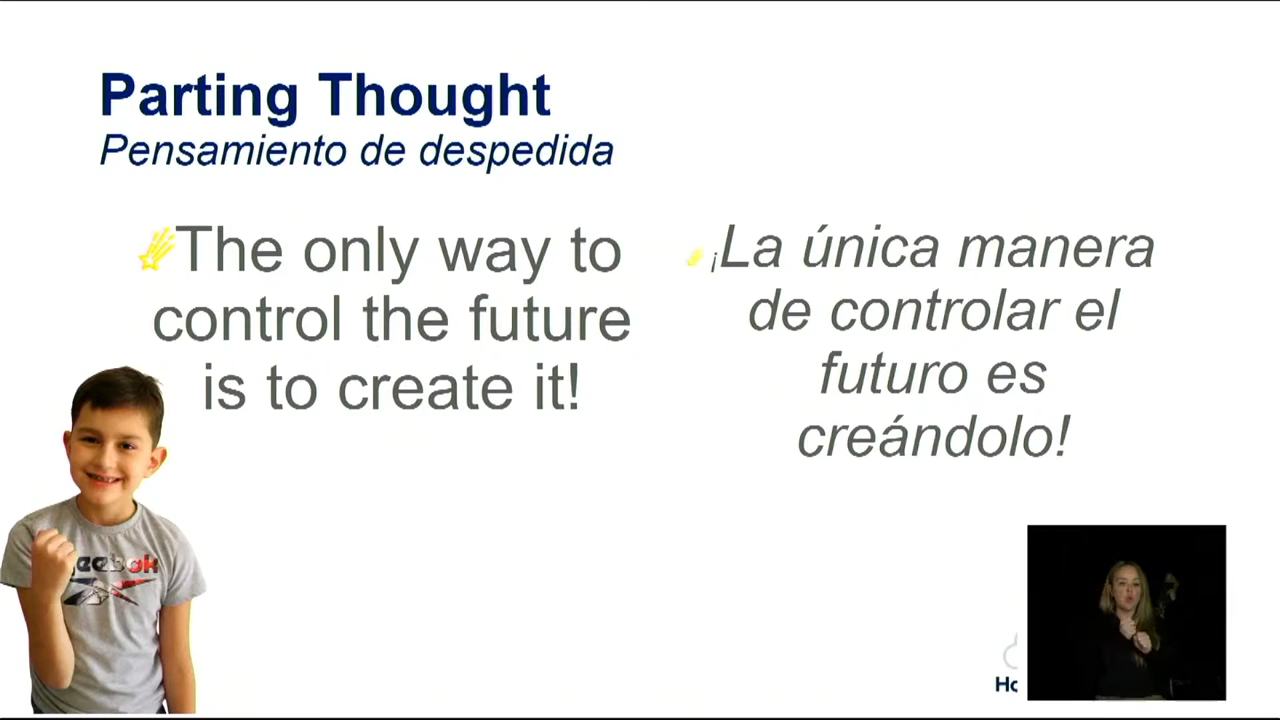 Parting Thought
Pensamiento de despedida
The only way to
control the future
is to create it!
¡La única manera
de controlar el
futuro es
creándolo!
Reebok